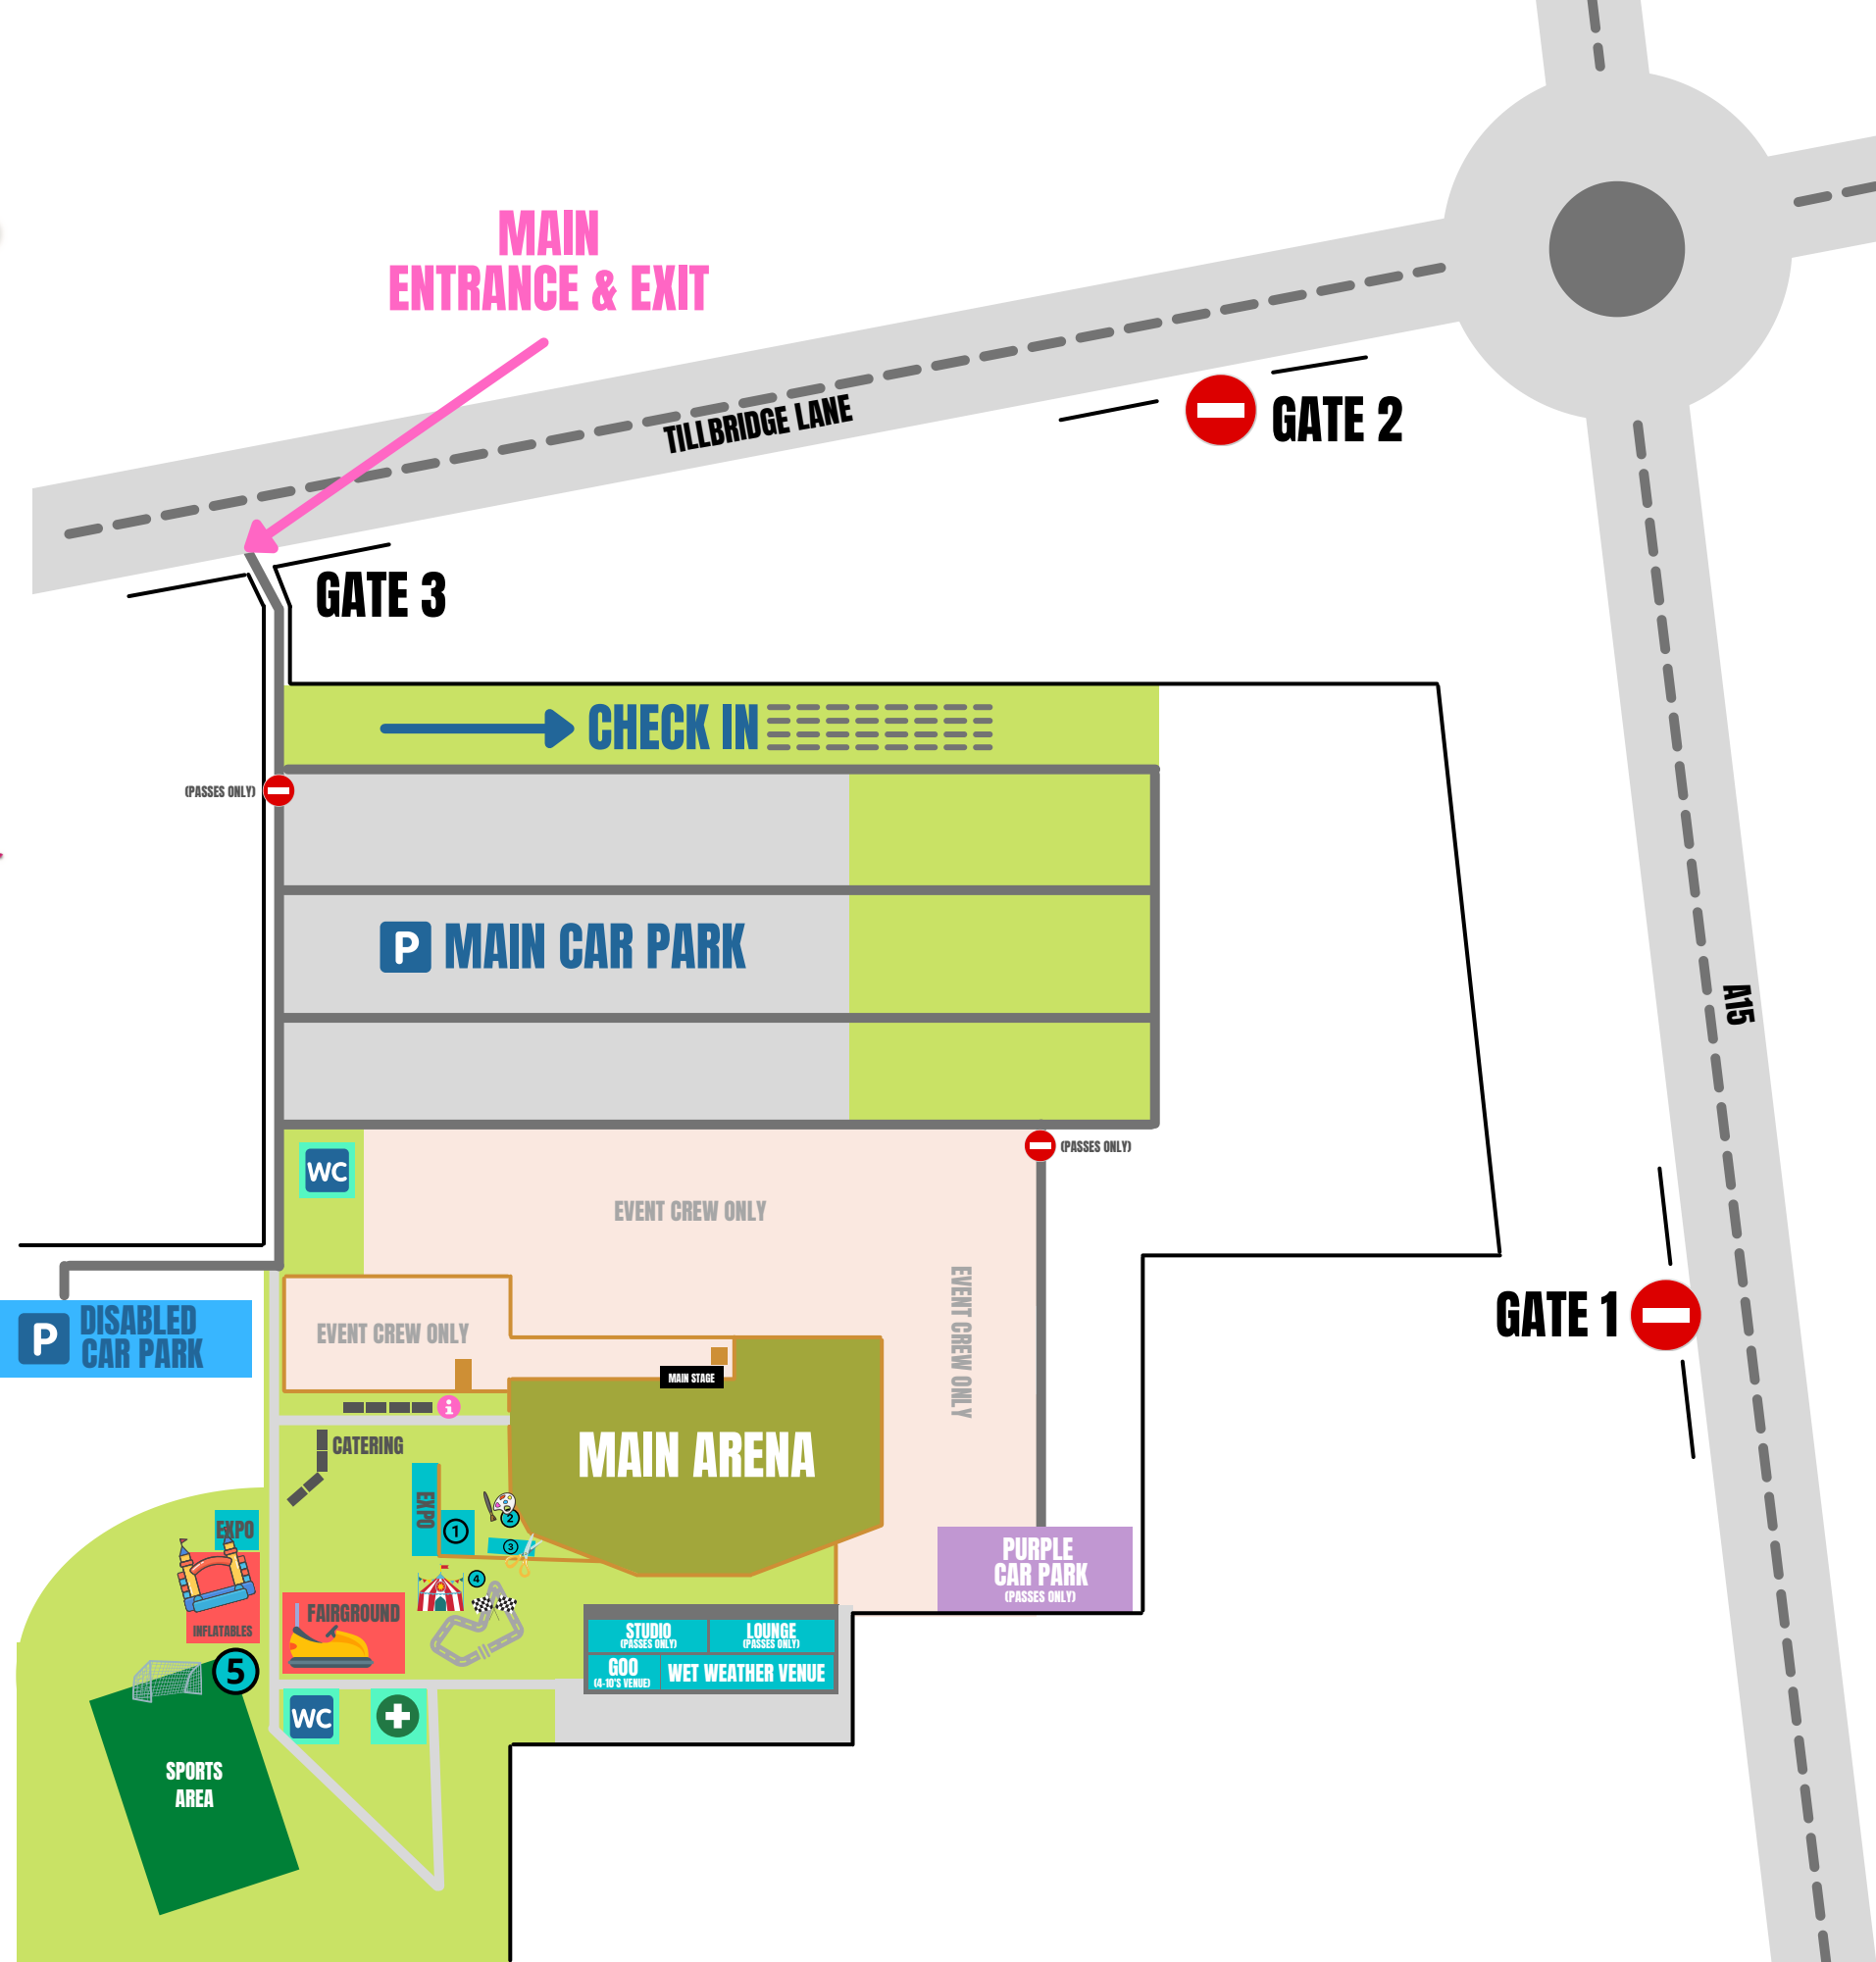 MAIN
ENTRANCE & EXIT
TILLBRIDGE LANE
GATE 2
GATE 3
CHECK IN
(PASSES ONLY)
P MAIN CAR PARK
A15
(PASSES ONLY)
WC
EVENT CREW ONLY
EVENT CREW ONLY
GATE 1
P DISABLED
CAR PARK
EVENT CREW ONLY
MAIN STAGE
i
CATERING
MAIN ARENA
EXPO
1
2
3
EXPO
PURPLE
CAR PARK
(PASSES ONLY)
4
INFLATABLES
FAIRGROUND
STUDIO
(PASSES ONLY)
LOUNGE
(PASSES ONLY)
GOO
(4-10'S VENUE)
WET WEATHER VENUE
5
WC
SPORTS
AREA